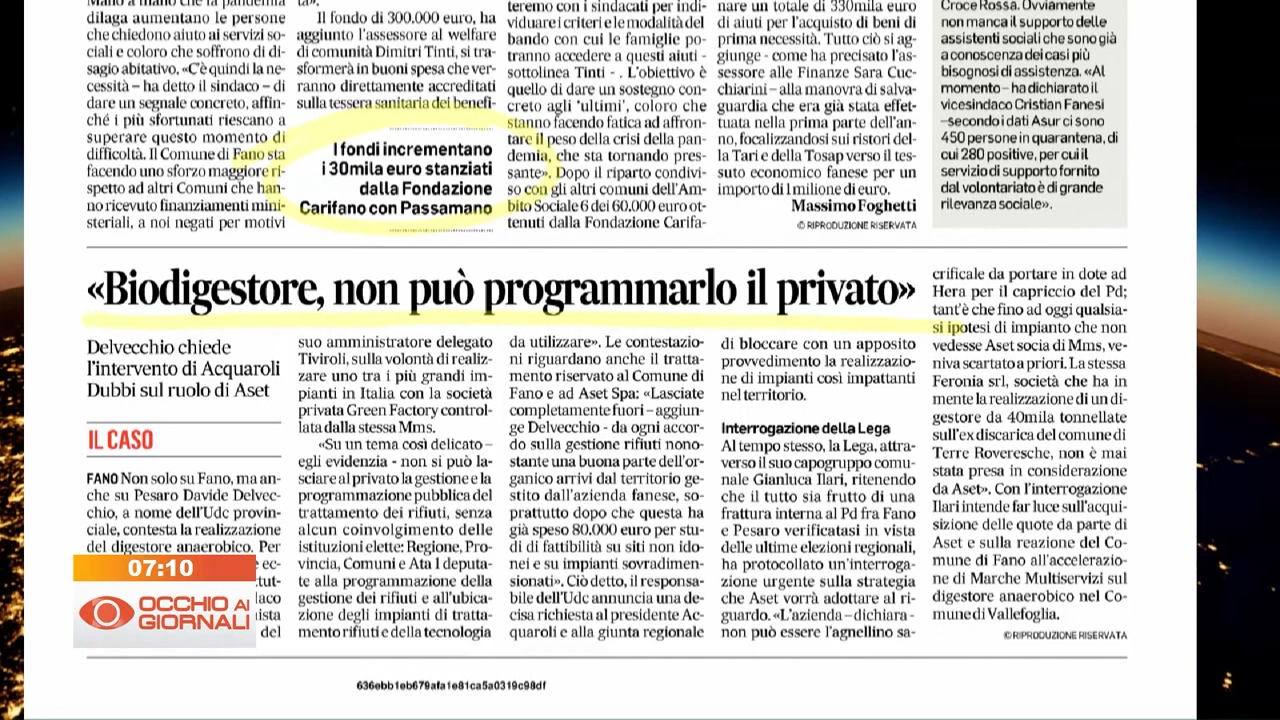 Mano a mano che la pandemia
dilaga aumentano le persone
che chiedono aiuto ai servizi so-
ciali e coloro che soffrono di di-
sagio abitativo. «C'è quindi la ne-
cessità – ha detto il sindaco – di
dare un segnale concreto, affin-
ché i più sfortunati riescano a
superare questo momento di
difficoltà. Il Comune di Fano sta
facendo uno sforzo maggiore ri-
spetto ad altri Comuni che han-
no ricevuto finanziamenti mini-
steriali, a noi negati per motivi
ta».
Il fondo di 300.000 euro, ha
aggiunto l'assessore al welfare
di comunità Dimitri Tinti, si tra-
sformerà in buoni spesa che ver-
ranno direttamente accreditati
sulla tessera sanitaria dei benefi-
I fondi incrementano
i 30mila euro stanziati
dalla Fondazione
Carifano con Passamano
teremo con i sindacati per indi-
viduare i criteri e le modalità del
bando con cui le famiglie po-
tranno accedere a questi aiuti -
sottolinea Tinti - . L'obiettivo è
quello di dare un sostegno con-
creto agli 'ultimi', coloro che
stanno facendo fatica ad affron-
tare il peso della crisi della pan-
demia, che sta tornando pres-
sante». Dopo il riparto condivi-
so con gli altri comuni dell'Am-
bito Sociale 6 dei 60.000 euro ot-
tenuti dalla Fondazione Carifa-
nare un totale di 330mila euro
di aiuti per l'acquisto di beni di
prima necessità. Tutto ciò si ag-
giunge - come ha precisato l'as-
sessore alle Finanze Sara Cuc-
chiarini – alla manovra di salva-
guardia che era già stata effet-
tuata nella prima parte dell'an-
no, focalizzandosi sui ristori del-
la Tari e della Tosap verso il tes-
suto economico fanese per un
importo di 1 milione di euro.
Massimo Foghetti
© RIPRODUZIONE RISERVATA
Croce Rossa. Ovviamente
non manca il supporto delle
assistenti sociali che sono già
a conoscenza dei casi più
bisognosi di assistenza. «Al
momento – ha dichiarato il
vicesindaco Cristian Fanesi
–secondo i dati Asur ci sono
450 persone in quarantena, di
cui 280 positive, per cui il
servizio di supporto fornito
dal volontariato è di grande
rilevanza sociale».
«Biodigestore, non può programmarlo il privato»
Delvecchio chiede
l'intervento di Acquaroli
Dubbi sul ruolo di Aset
IL CASO
FANO Non solo su Fano, ma an-
che su Pesaro Davide Delvec-
chio, a nome dell'Udc provin-
ciale, contesta la realizzazione
del digestore anaerobico. Per
ec-
tut-
laco
ista
del
suo amministratore delegato
Tiviroli, sulla volontà di realiz-
zare uno tra i più grandi im-
pianti in Italia con la società
privata Green Factory control-
lata dalla stessa Mms.
«Su un tema così delicato –
egli evidenzia - non si può la-
sciare al privato la gestione e la
programmazione pubblica del
trattamento dei rifiuti, senza
alcun coinvolgimento delle
istituzioni elette: Regione, Pro-
vincia, Comuni e Ata 1 deputa-
te alla programmazione della
gestione dei rifiuti e all'ubica-
zione degli impianti di tratta-
mento rifiuti e della tecnologia
da utilizzare». Le contestazio-
ni riguardano anche il tratta-
mento riservato al Comune di
Fano e ad Aset Spa: «Lasciate
completamente fuori – aggiun-
ge Delvecchio - da ogni accor-
do sulla gestione rifiuti nono-
stante una buona parte dell'or-
ganico arrivi dal territorio ge-
stito dall'azienda fanese, so-
prattutto dopo che questa ha
già speso 80.000 euro per stu-
di di fattibilità su siti non ido-
nei e su impianti sovradimen-
sionati». Ciò detto, il responsa-
bile dell'Udc annuncia una de-
cisa richiesta al presidente Ac-
quaroli e alla giunta regionale
di bloccare con un apposito
provvedimento la realizzazio-
ne di impianti così impattanti
nel territorio.
Interrogazione della Lega
Al tempo stesso, la Lega, attra-
verso il suo capogruppo comu-
nale Gianluca Ilari, ritenendo
che il tutto sia frutto di una
frattura interna al Pd fra Fano
e Pesaro verificatasi in vista
delle ultime elezioni regionali,
ha protocollato un'interroga-
zione urgente sulla strategia
che Aset vorrà adottare al ri-
guardo. «L'azienda – dichiara -
non può essere l'agnellino sa-
crificale da portare in dote ad
Hera per il capriccio del Pd;
tant'è che fino ad oggi qualsia-
si ipotesi di impianto che non
vedesse Aset socia di Mms, ve-
niva scartato a priori. La stessa
Feronia srl, società che ha in
mente la realizzazione di un di-
gestore da 40mila tonnellate
sull'ex discarica del comune di
Terre Roveresche, non è mai
stata presa in considerazione
da Aset». Con l'interrogazione
Ilari intende far luce sull'acqui-
sizione delle quote da parte di
Aset e sulla reazione del Co-
mune di Fano all'accelerazio-
ne di Marche Multiservizi sul
digestore anaerobico nel Co-
mune di Vallefoglia.
© RIPRODUZIONE RISERVATA
07:10
OCCHIO AI
GIORNALI
636ebb1eb679afa1e81ca5a0319c98df